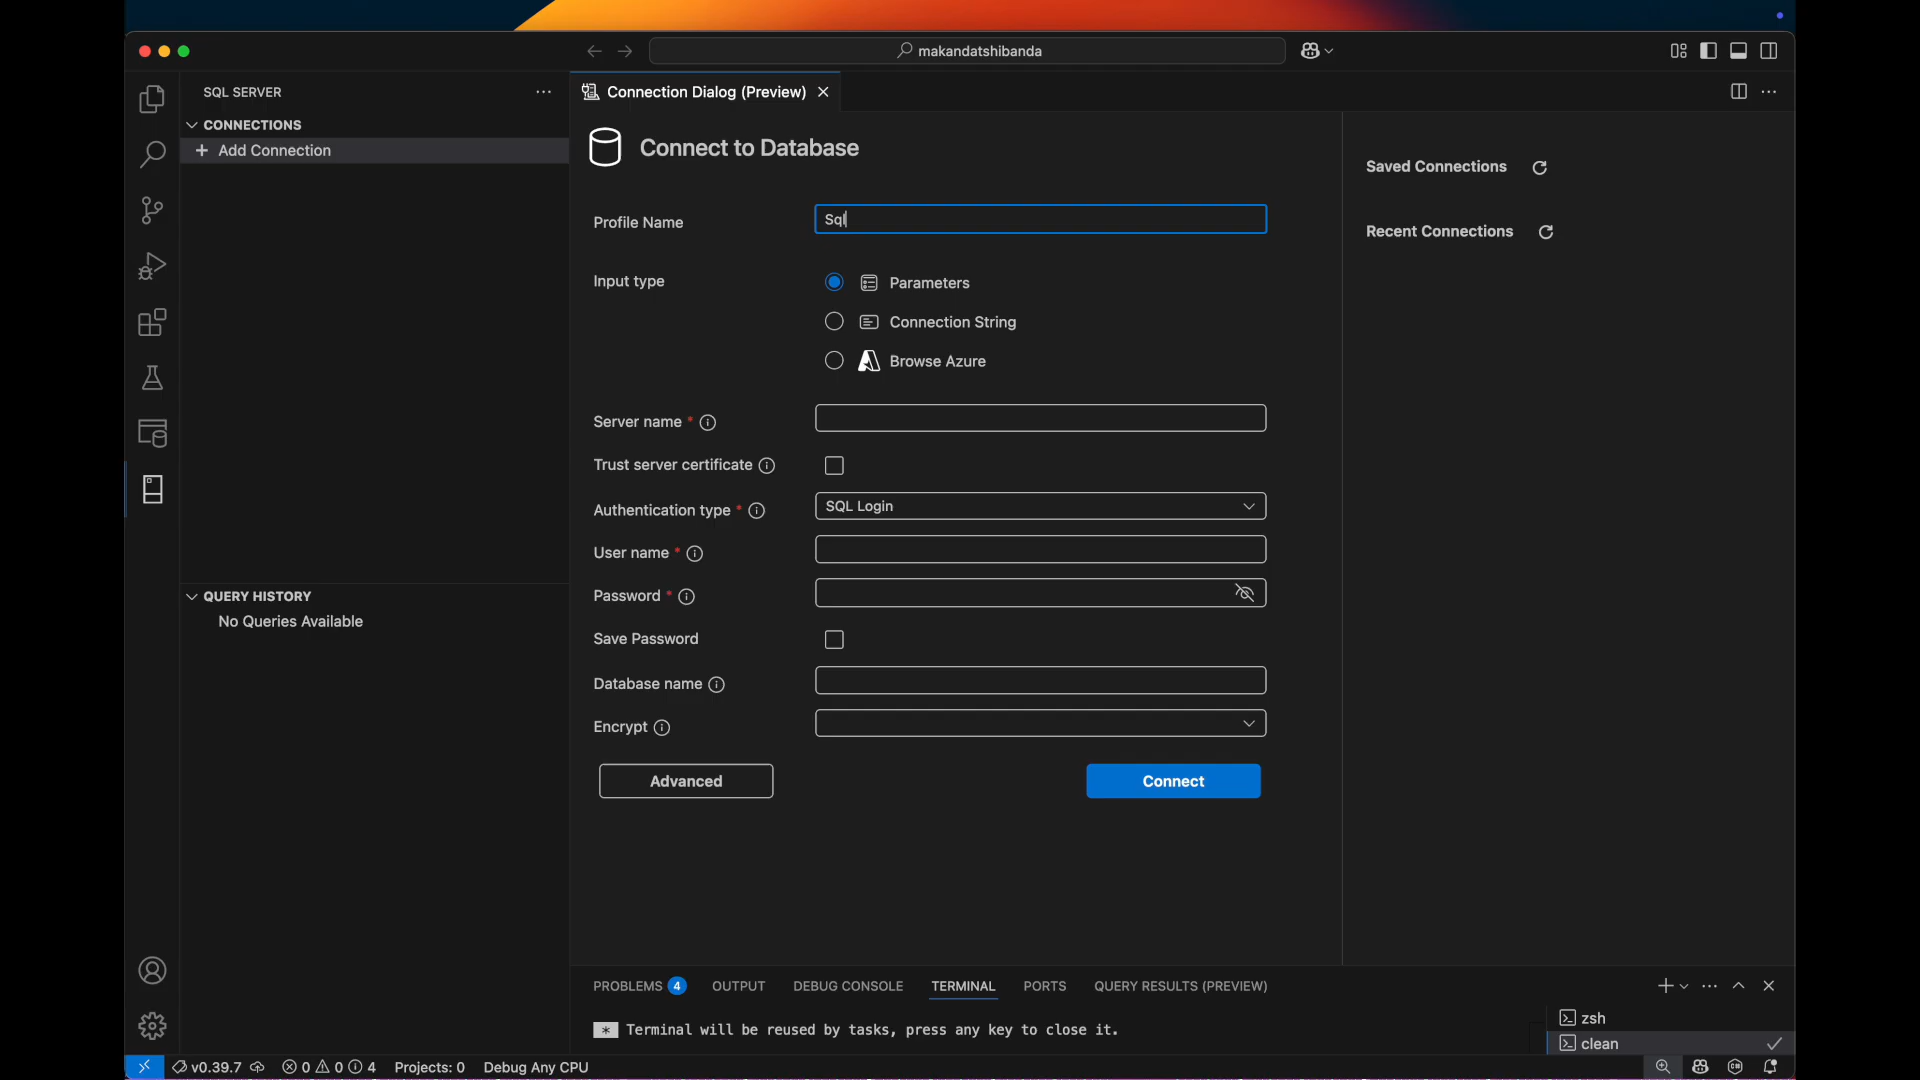 makandatshibanda
SQL SERVER
Connection Dialog (Preview)
CONNECTIONS
Add Connection
Connect to Database
Saved Connections
Profile Name
Sql
Recent Connections
Input type
Parameters
Connection String
Browse Azure
Server name *
Trust server certificate
Authentication type *
SQL Login
User name *
Password *
Save Password
Database name
Encrypt
Advanced
Connect
QUERY HISTORY
No Queries Available
PROBLEMS 4 OUTPUT DEBUG CONSOLE TERMINAL PORTS QUERY RESULTS (PREVIEW)
* Terminal will be reused by tasks, press any key to close it.
zsh
clean
v0.39.7 0 0 4 Projects: 0 Debug Any CPU